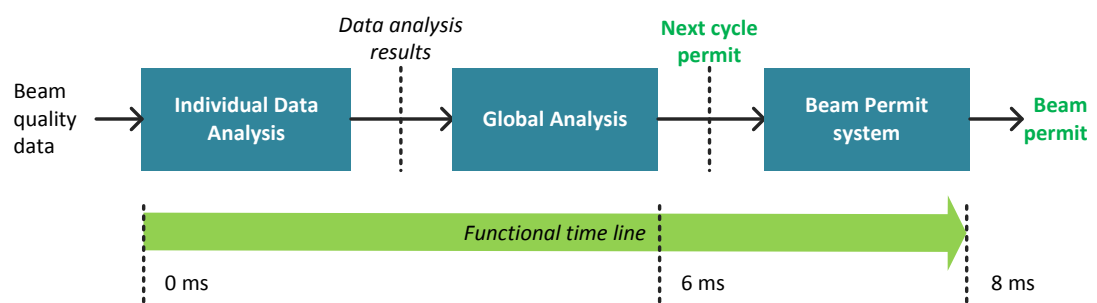 Data analysis
results
Next cycle
permit
Beam
quality
data
Individual Data
Analysis
Global Analysis
Beam Permit
system
Beam
permit
Functional time line
0 ms
6 ms
8 ms